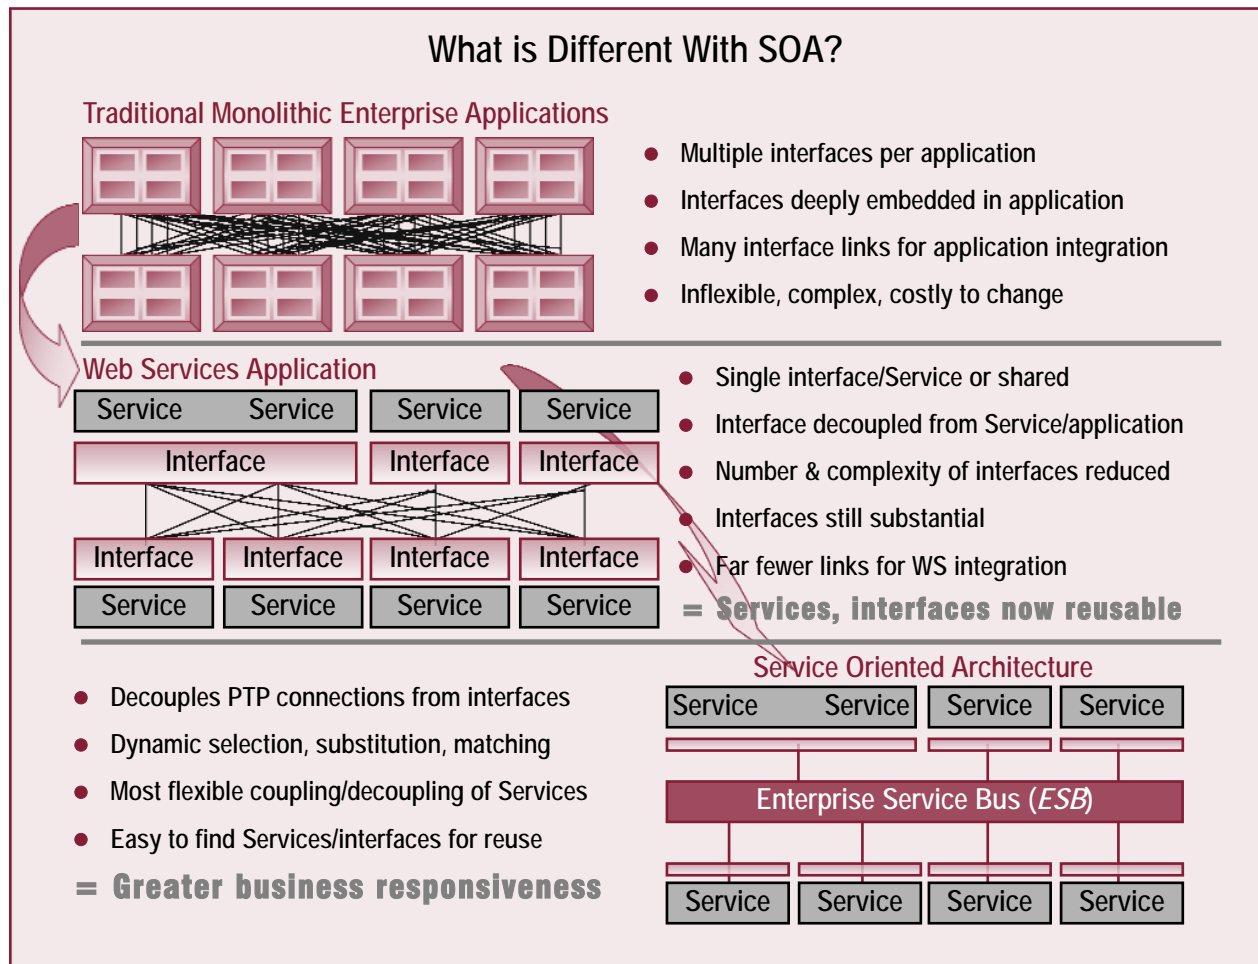 What is Different With SOA?
Traditional Monolithic Enterprise Applications
• Multiple interfaces per application
• Interfaces deeply embedded in application
• Many interface links for application integration
• Inflexible, complex, costly to change
Web Services Application
Service Service Service Service
Interface Interface Interface
Interface Interface Interface Interface
Service Service Service Service
• Single interface/Service or shared
• Interface decoupled from Service/application
• Number & complexity of interfaces reduced
• Interfaces still substantial
• Far fewer links for WS integration
= Services, interfaces now reusable
• Decouples PTP connections from interfaces
• Dynamic selection, substitution, matching
• Most flexible coupling/decoupling of Services
• Easy to find Services/interfaces for reuse
= Greater business responsiveness
Service Oriented Architecture
Service Service Service Service
Enterprise Service Bus (ESB)
Service Service Service Service